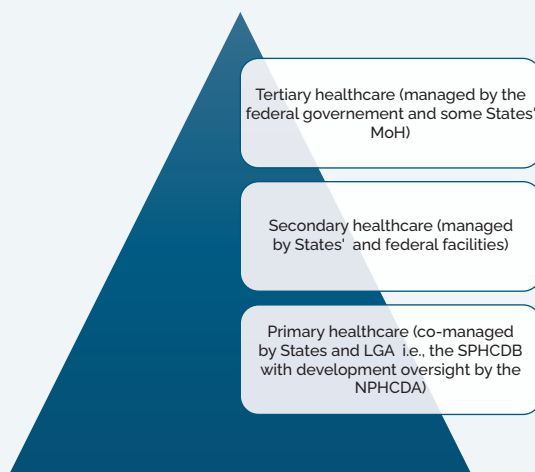 Tertiary healthcare (managed by the
federal governement and some States'
MoH)
Secondary healthcare (managed
by States' and federal facilities)
Primary healthcare (co-managed
by States and LGA i.e., the SPHCDB
with development oversight by the
NPHCDA)